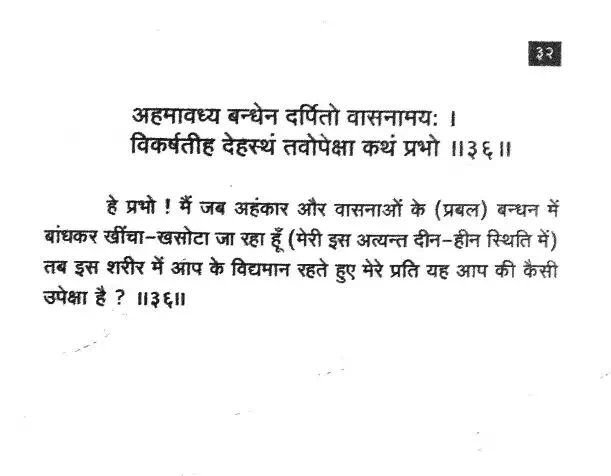 ३२
अहमावध्य बन्धेन दर्पितो वासनामयः ।
विकर्षतीह देहस्थं तवोपेक्षा कथं प्रभो ॥३६॥
हे प्रभो ! मैं जब अहंकार और वासनाओं के (प्रबल) बन्धन में
बांधकर खींचा-खसोटा जा रहा हूँ (मेरी इस अत्यन्त दीन-हीन स्थिति में)
तब इस शरीर में आप के विद्यमान रहते हुए मेरे प्रति यह आप की कैसी
उपेक्षा है ? ॥३६॥